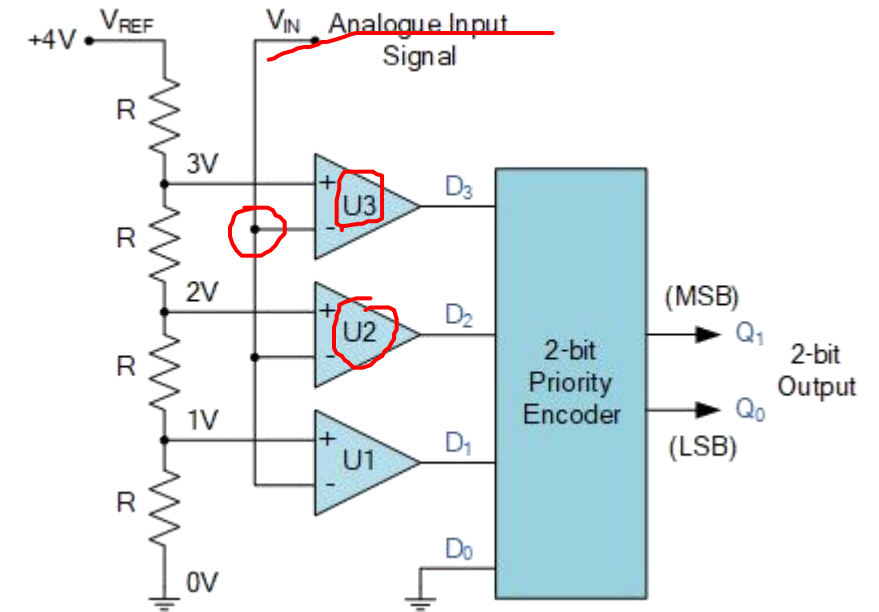 +4V
VREF
VIN
Analogue Input
Signal
R
3V
+
U3
-
D3
R
2V
+
U2
-
D2
(MSB)
Q1
2-bit
Priority
Encoder
2-bit
Output
R
1V
+
U1
-
D1
Q0
(LSB)
R
D0
0V